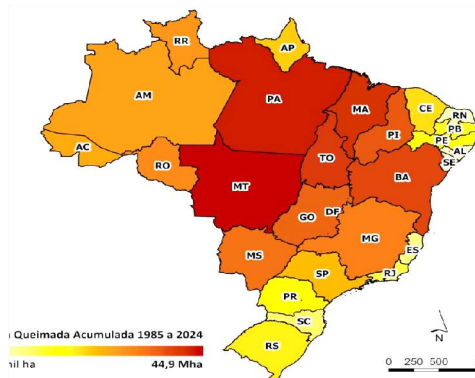 RR
AP
AM
PA
MA
CE
RN
PB
PI
PE
AL
SE
AC
RO
TO
MT
BA
GO
DF
MG
MS
ES
SP
RJ
PR
SC
RS
Queimada Acumulada 1985 a 2024
ha
44,9 Mha
N
0 250 500